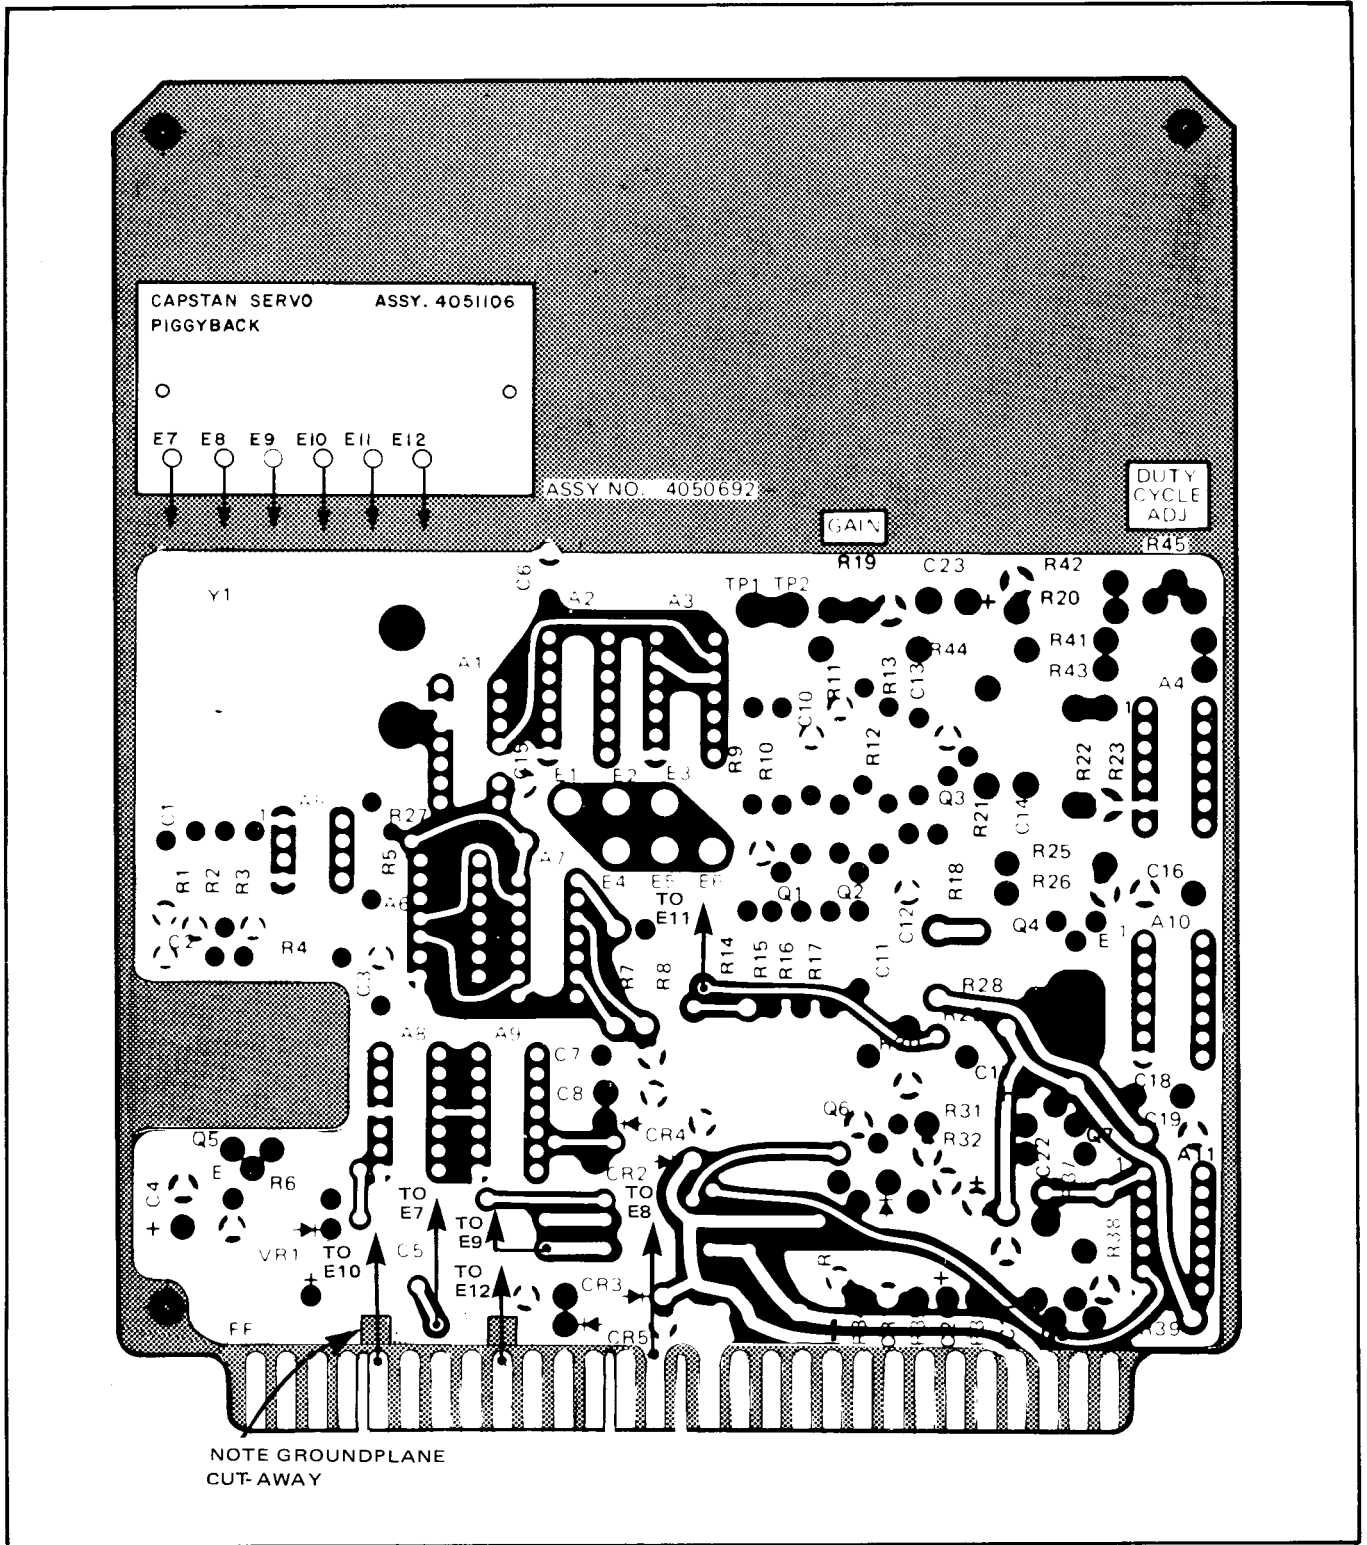 CAPSTAN SERVO ASSY. 4051106
PIGGYBACK
E7 E8 E9 E10 E11 E12
ASSY NO. 4050692
DUTY
CYCLE
ADJ
GAIN
R45
R19 C23 R42
Y1 C6 A2 A3 TP1 TP2 R20
R41
R44
A1 R43
R11 R13 C13 A4
C10 1
R9 R10 R12 R22 R23
C15 E1 E2 E3
Q3 R21 C14
C1 1 A5 R27
R5 A7 R25
R1 R2 R3 E4 E5 E6 R18 R26 C16
TO
E11
Q1 Q2
A6 C12 Q4 E 1 A10
C2 R4 C3
R7 R8 R14 R15 R16 R17 C11
R28
A8 A9 C7
C8 C18
Q6 R31 C19
Q5 CR4 R32 Q7
E R6 CR2 C22 R37 1 A11
C4 TO
E7
TO
E8
+ VR1 TO
E9
TO
E10
C5 R38
TO
E12
+ CR3 +
FF CR5 R39
NOTE GROUNDPLANE
CUT-AWAY